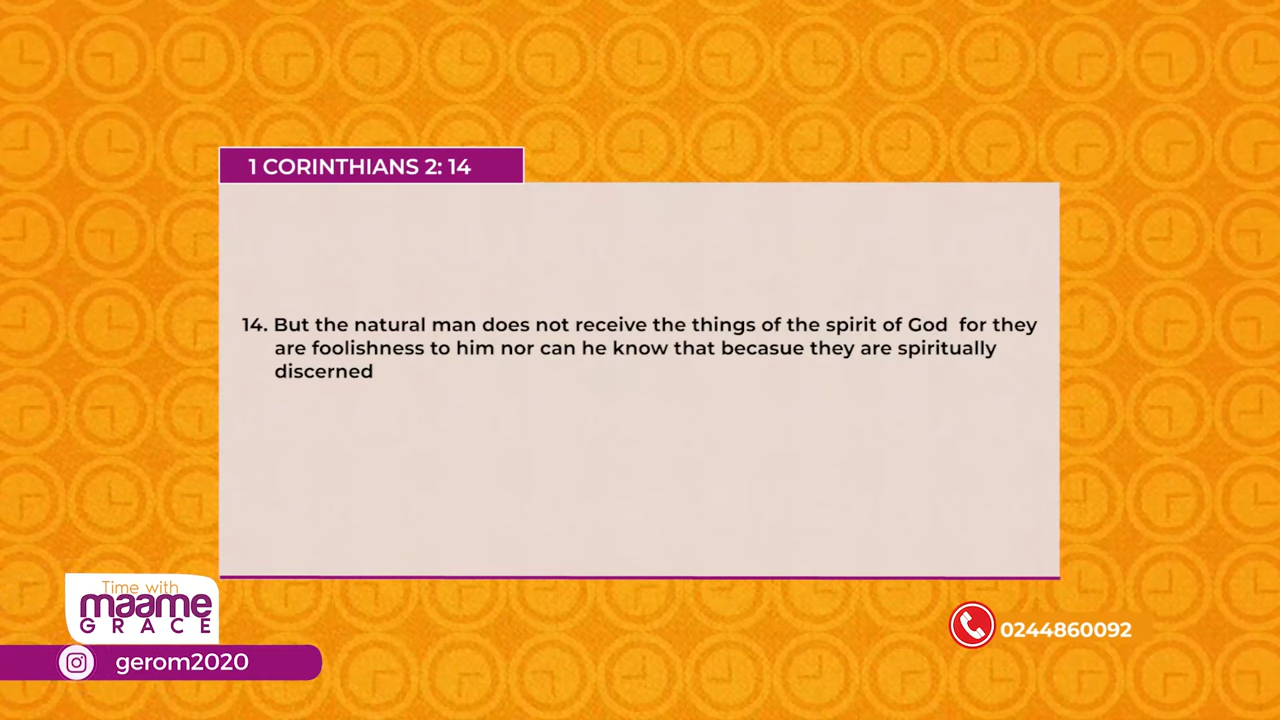 1 CORINTHIANS 2: 14
14. But the natural man does not receive the things of the spirit of God  for they
are foolishness to him nor can he know that becasue they are spiritually
discerned
Time with
maame
GRACE
gerom2020
0244860092